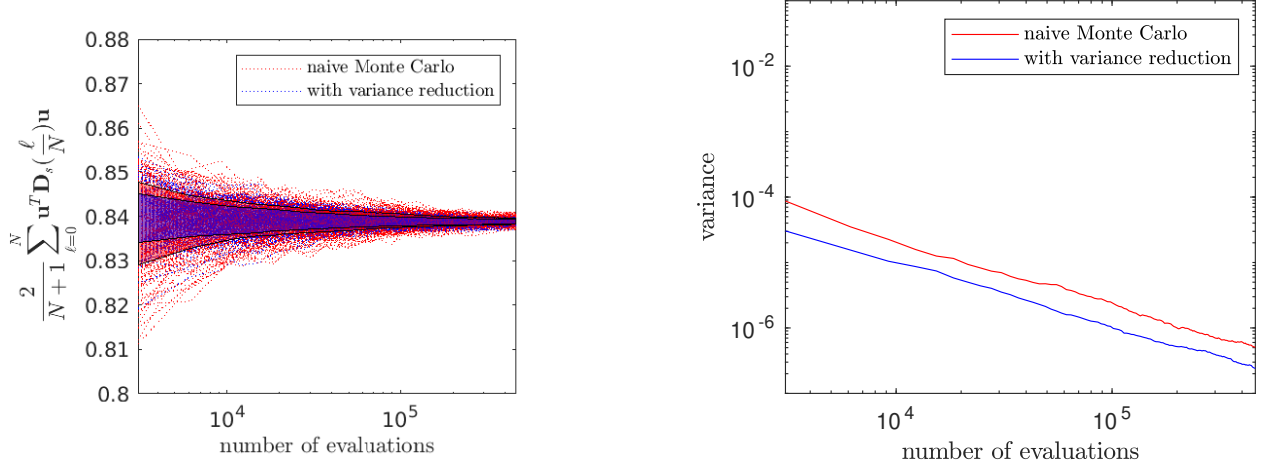 0.88
0.87
0.86
0.85
0.84
0.83
0.82
0.81
0.8
10^4
10^5
number of evaluations
\frac{2}{N+1} \sum_{\ell=0}^{N} \mathbf{u}^T \mathbf{D}_s(\frac{\ell}{N}) \mathbf{u}
naive Monte Carlo
with variance reduction
10^-2
10^-4
10^-6
10^4
10^5
number of evaluations
variance
naive Monte Carlo
with variance reduction